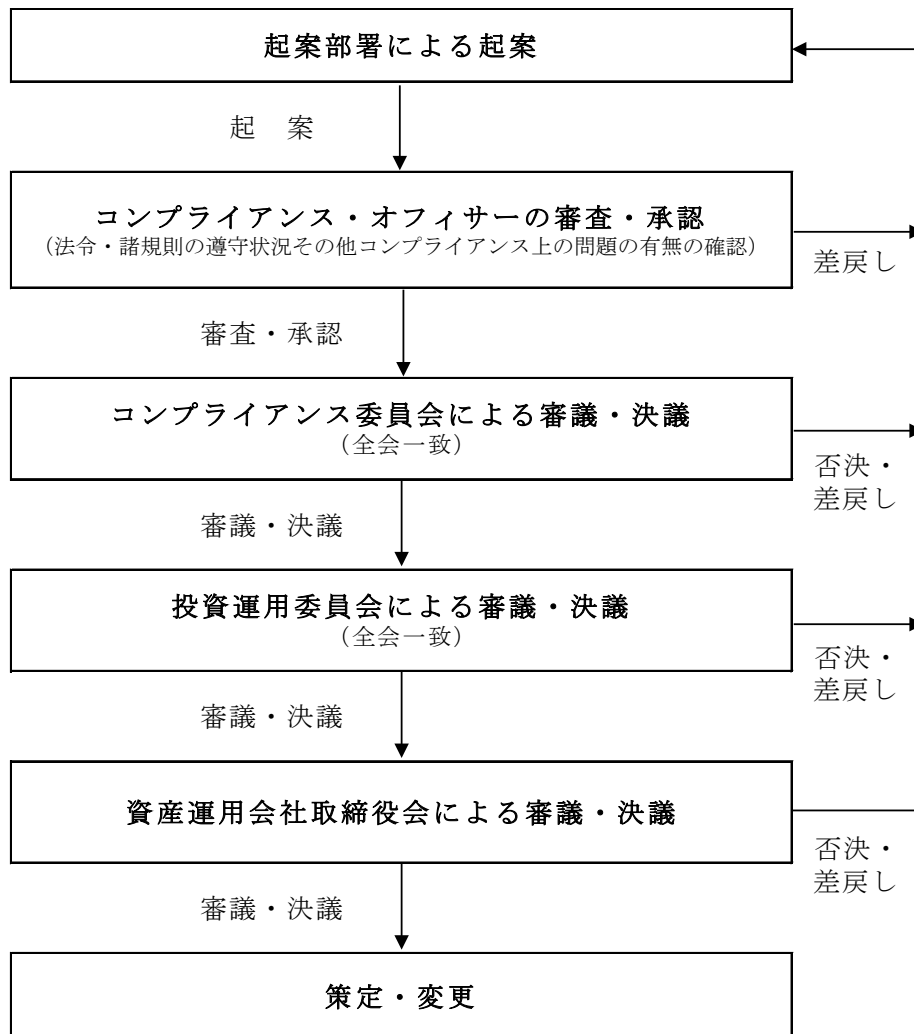 起案部署による起案
起　案
コンプライアンス・オフィサーの審査・承認
（法令・諸規則の遵守状況その他コンプライアンス上の問題の有無の確認）
差戻し
審査・承認
コンプライアンス委員会による審議・決議
（全会一致）
否決・
差戻し
審議・決議
投資運用委員会による審議・決議
（全会一致）
否決・
差戻し
審議・決議
資産運用会社取締役会による審議・決議
否決・
差戻し
審議・決議
策定・変更